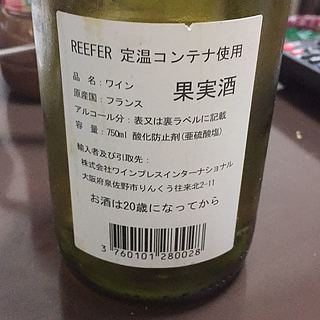 REEFER 定温コンテナ使用
品 名：ワイン
原産国：フランス
果実酒
アルコール分：表又は裏ラベルに記載
容 量：750ml 酸化防止剤(亜硫酸塩)
輸入者及び引取先：
株式会社ワインプレスインターナショナル
大阪府泉佐野市りんくう往来北2-11
お酒は20歳になってから
3 760101 280028